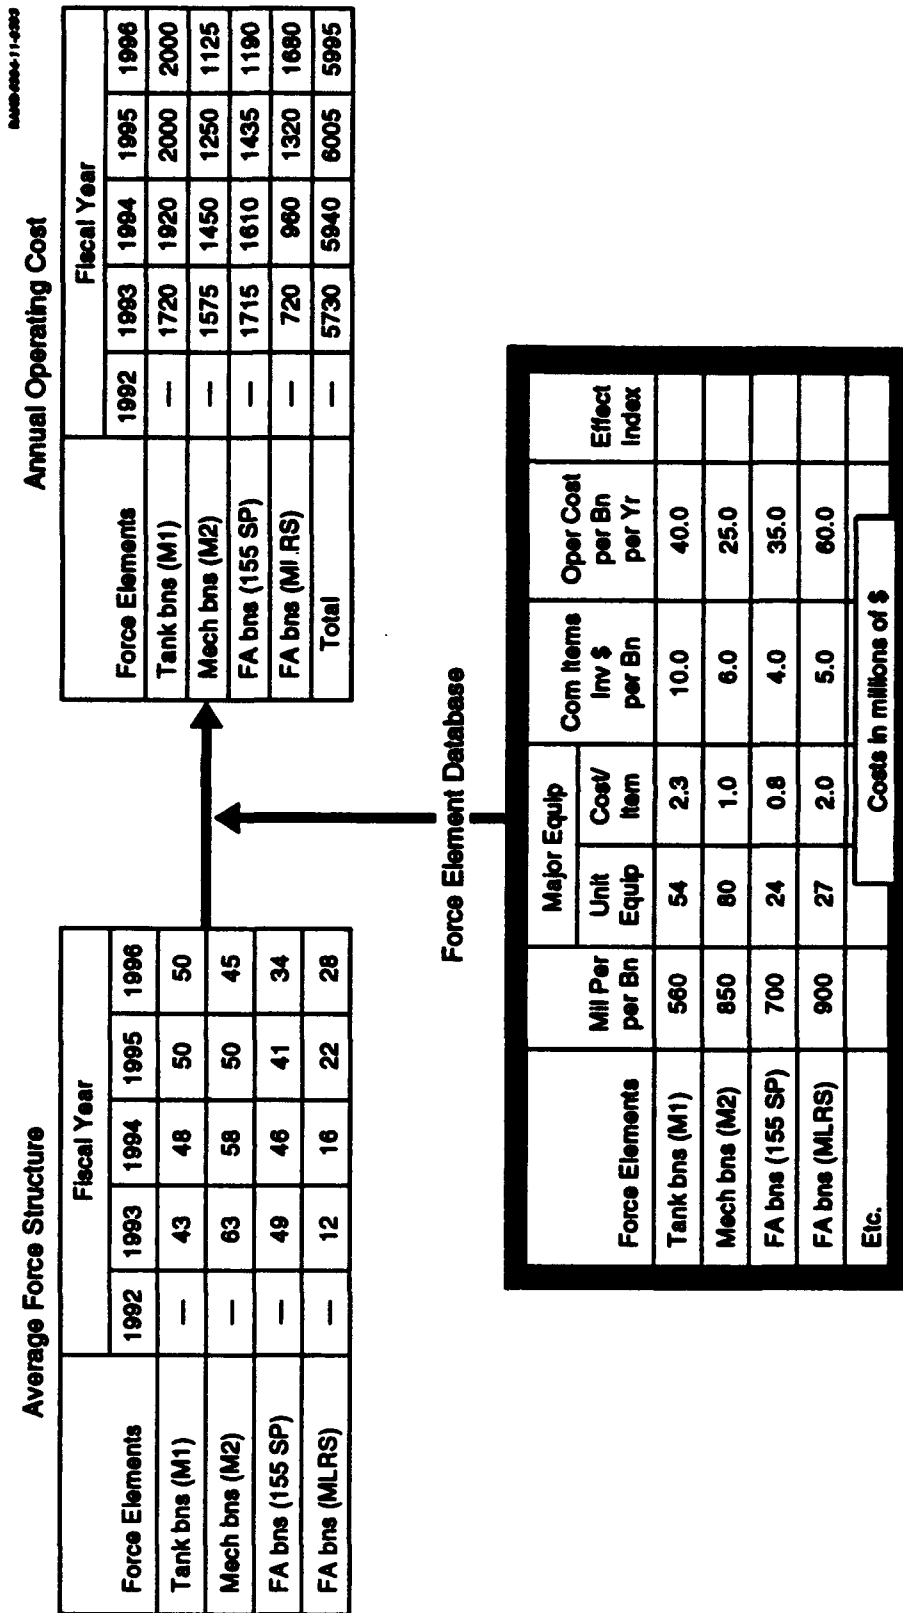 Average Force Structure
Force Elements Fiscal Year
1992 1993 1994 1995 1996
Tank bns (M1) — 43 48 50 50
Mech bns (M2) — 63 58 50 45
FA bns (155 SP) — 49 46 41 34
FA bns (MLRS) — 12 16 22 28
Annual Operating Cost
Force Elements Fiscal Year
1992 1993 1994 1995 1996
Tank bns (M1) — 1720 1920 2000 2000
Mech bns (M2) — 1575 1450 1250 1125
FA bns (155 SP) — 1715 1610 1435 1190
FA bns (MLRS) — 720 960 1320 1680
Total — 5730 5940 6005 5995
Force Element Database
Major Equip
Force Elements Mil Per per Bn Unit Equip Cost/ Item Com Items Inv $ per Bn Oper Cost per Bn per Yr Effect Index
Tank bns (M1) 560 54 2.3 10.0 40.0
Mech bns (M2) 850 80 1.0 6.0 25.0
FA bns (155 SP) 700 24 0.8 4.0 35.0
FA bns (MLRS) 900 27 2.0 5.0 60.0
Etc.
Costs in millions of $